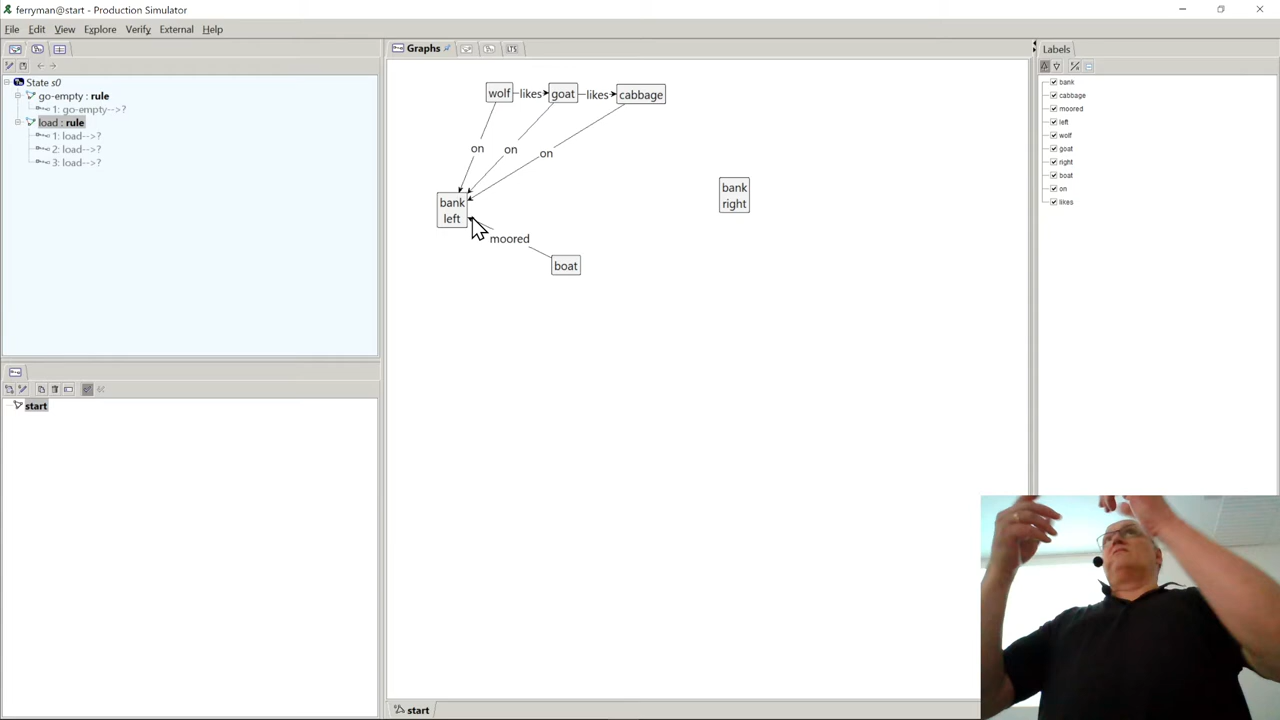 ferryman@start - Production Simulator
File Edit View Explore Verify External Help
Graphs
LTS
Labels
State s0
go-empty : rule
1: go-empty-->?
load : rule
1: load-->?
2: load-->?
3: load-->?
start
wolf likes goat likes cabbage
on on on
bank
left
bank
right
moored
boat
bank
cabbage
moored
left
wolf
goat
right
boat
on
likes
start